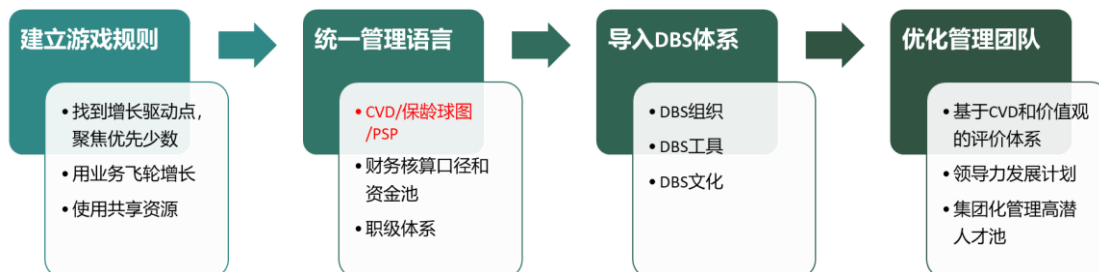 建立游戏规则
• 找到增长驱动点，
聚焦优先少数
• 用业务飞轮增长
• 使用共享资源
统一管理语言
• CVD/保龄球图
/PSP
• 财务核算口径和
资金池
• 职级体系
导入DBS体系
• DBS组织
• DBS工具
• DBS文化
优化管理团队
• 基于CVD和价值观
的评价体系
• 领导力发展计划
• 集团化管理高潜
人才池